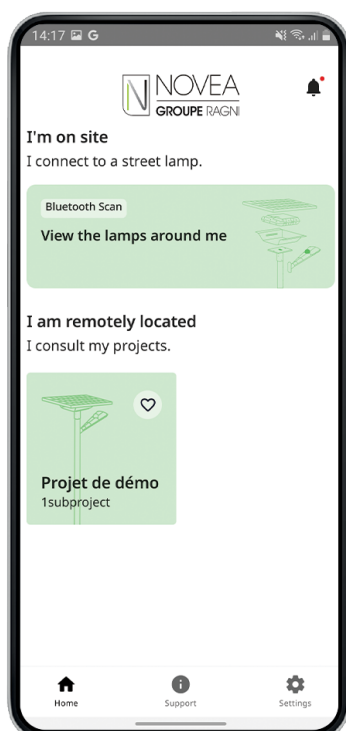 14:17 G
NOVEA
GROUPE RAGNI
I'm on site
I connect to a street lamp.
Bluetooth Scan
View the lamps around me
I am remotely located
I consult my projects.
Projet de démo
1subproject
Home Support Settings